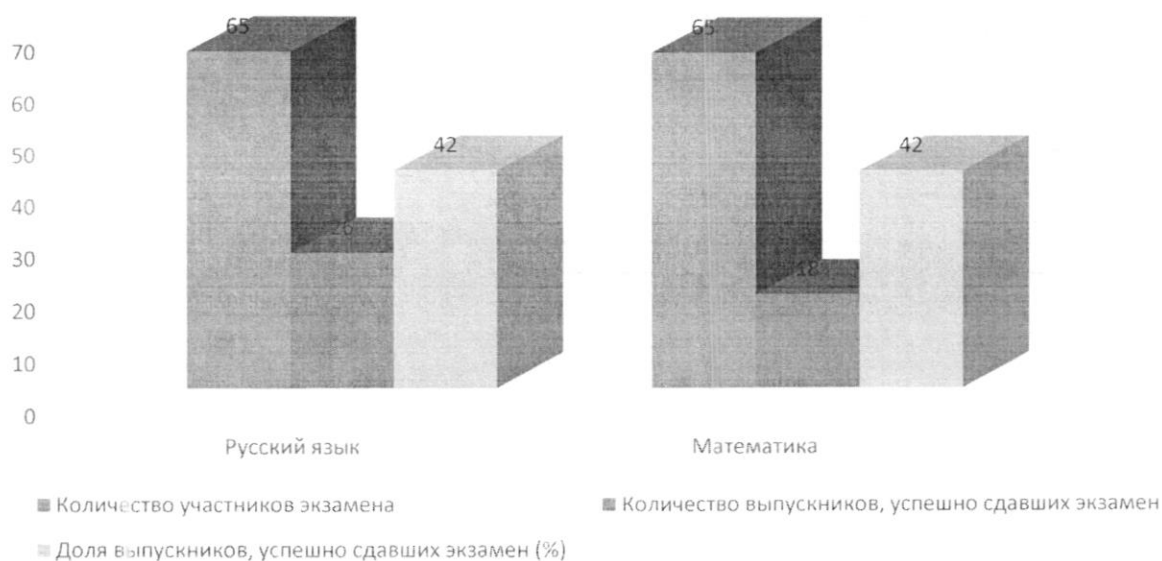 65
65
70
60
42
42
50
40
26
18
30
20
10
0
Русский язык
Математика
Количество участников экзамена
Количество выпускников, успешно сдавших экзамен
Доля выпускников, успешно сдавших экзамен (%)